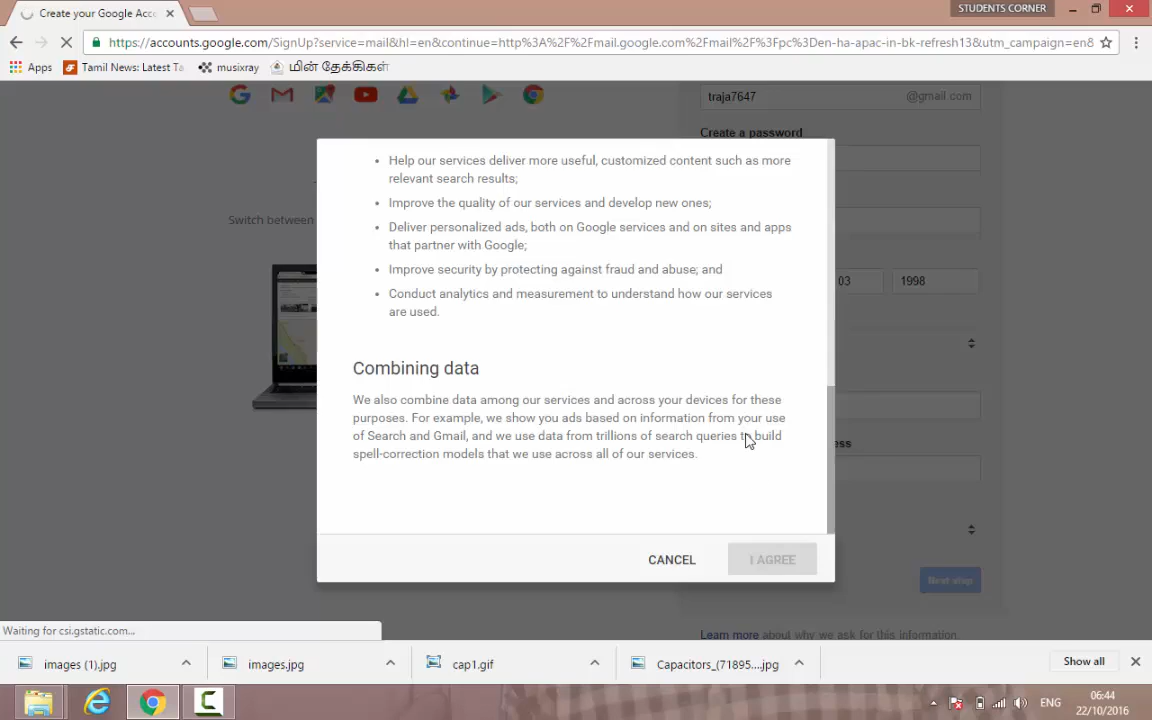 Create your Google Acc
STUDENTS CORNER
https://accounts.google.com/SignUp?service=mail&hl=en&continue=http%3A%2F%2Fmail.google.com%2Fmail%2F%3Fpc%3Den-ha-apac-in-bk-refresh13&utm_campaign=en&
Apps
Tamil News: Latest Ta
musixray
மின் தேக்கிகள்
traja7647
@gmail.com
Create a password
Switch between
03
1998
• Help our services deliver more useful, customized content such as more
relevant search results;
• Improve the quality of our services and develop new ones;
• Deliver personalized ads, both on Google services and on sites and apps
that partner with Google;
• Improve security by protecting against fraud and abuse; and
• Conduct analytics and measurement to understand how our services
are used.
Combining data
We also combine data among our services and across your devices for these
purposes. For example, we show you ads based on information from your use
of Search and Gmail, and we use data from trillions of search queries to build
spell-correction models that we use across all of our services.
ess
CANCEL
I AGREE
Next step
Learn more about why we ask for this information.
Waiting for csi.gstatic.com...
images (1).jpg
images.jpg
cap1.gif
Capacitors_(71895....jpg
Show all
ENG
06:44
22/10/2016